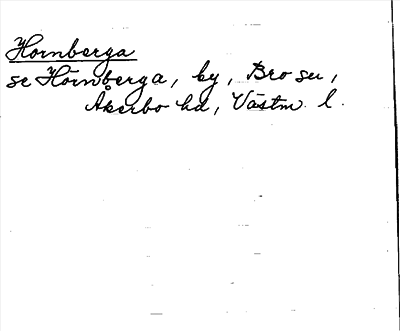 Hornberga
se Hörnberga, by, Bro sn,
Åkerbo hd, Västm. l.